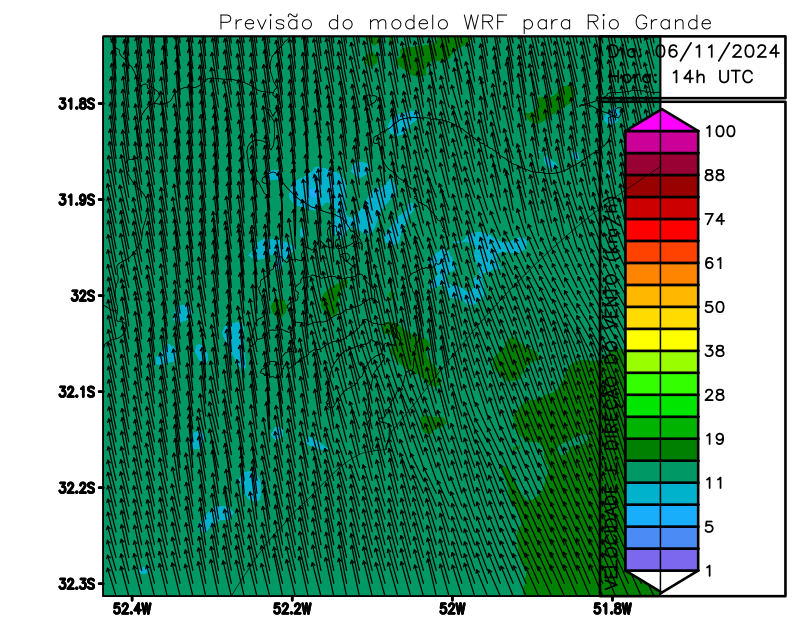 Previsão do modelo WRF para Rio Grande
Dia: 06/11/2024
Hora: 14h UTC
31.8S
31.9S
32S
32.1S
32.2S
32.3S
52.4W
52.2W
52W
51.8W
VELOCIDADE E DIREÇÃO DO VENTO (km/h)
100
88
74
61
50
38
28
19
11
5
1